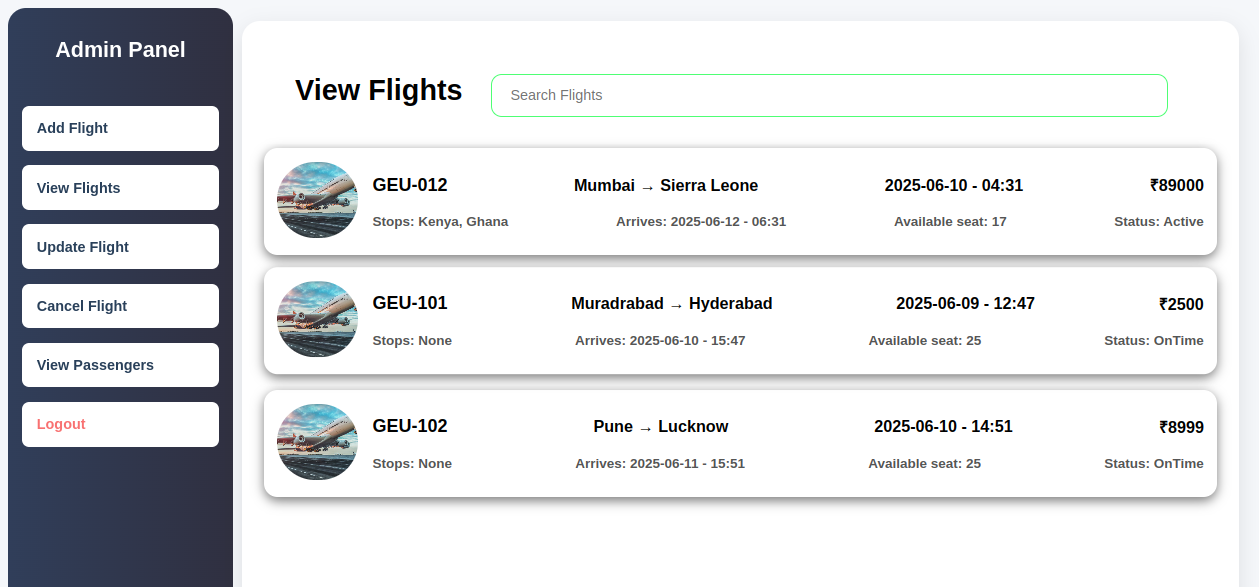 Admin Panel
Add Flight
View Flights
Update Flight
Cancel Flight
View Passengers
Logout
View Flights
Search Flights
GEU-012 Mumbai → Sierra Leone 2025-06-10 - 04:31 ₹89000
Stops: Kenya, Ghana Arrives: 2025-06-12 - 06:31 Available seat: 17 Status: Active
GEU-101 Muradrabad → Hyderabad 2025-06-09 - 12:47 ₹2500
Stops: None Arrives: 2025-06-10 - 15:47 Available seat: 25 Status: OnTime
GEU-102 Pune → Lucknow 2025-06-10 - 14:51 ₹8999
Stops: None Arrives: 2025-06-11 - 15:51 Available seat: 25 Status: OnTime